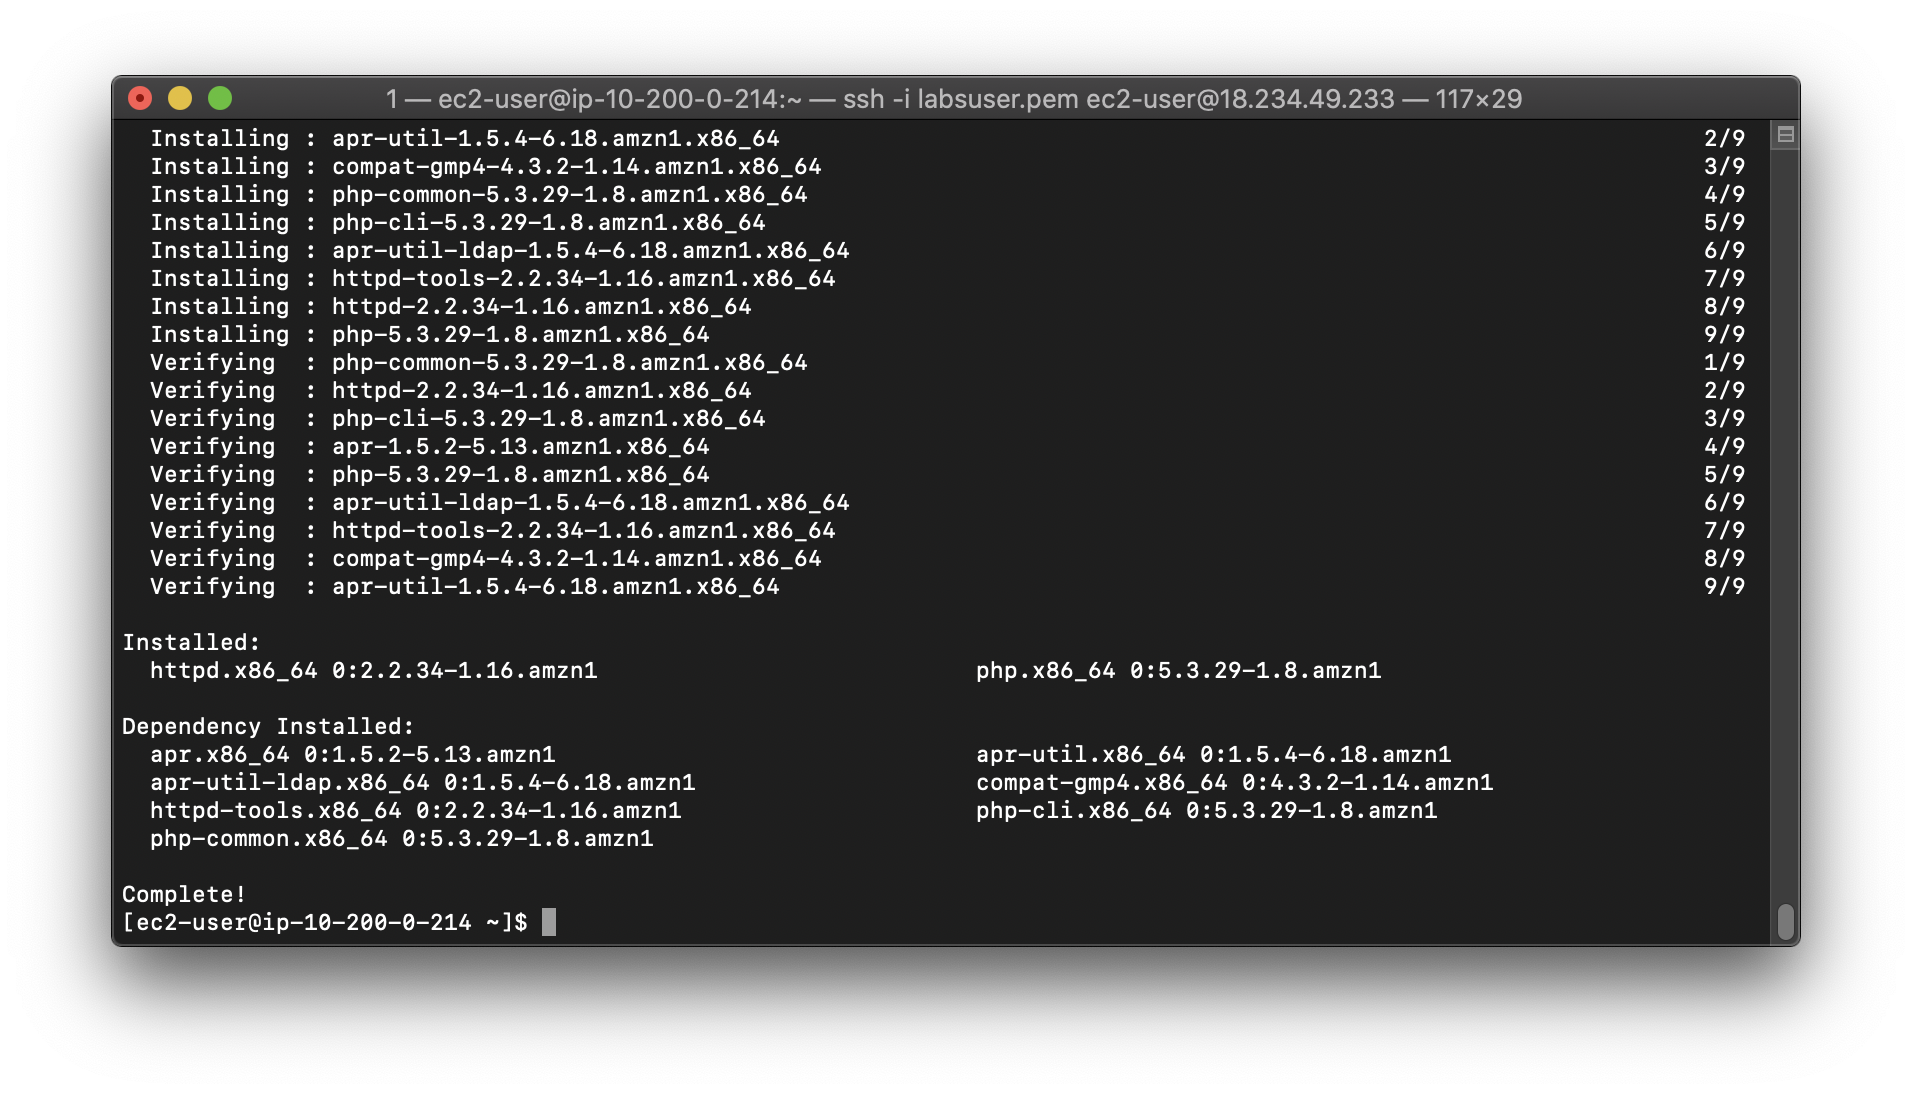 1 — ec2-user@ip-10-200-0-214:~ — ssh -i labsuser.pem ec2-user@18.234.49.233 — 117×29
Installing : apr-util-1.5.4-6.18.amzn1.x86_64 2/9
Installing : compat-gmp4-4.3.2-1.14.amzn1.x86_64 3/9
Installing : php-common-5.3.29-1.8.amzn1.x86_64 4/9
Installing : php-cli-5.3.29-1.8.amzn1.x86_64 5/9
Installing : apr-util-ldap-1.5.4-6.18.amzn1.x86_64 6/9
Installing : httpd-tools-2.2.34-1.16.amzn1.x86_64 7/9
Installing : httpd-2.2.34-1.16.amzn1.x86_64 8/9
Installing : php-5.3.29-1.8.amzn1.x86_64 9/9
Verifying  : php-common-5.3.29-1.8.amzn1.x86_64 1/9
Verifying  : httpd-2.2.34-1.16.amzn1.x86_64 2/9
Verifying  : php-cli-5.3.29-1.8.amzn1.x86_64 3/9
Verifying  : apr-1.5.2-5.13.amzn1.x86_64 4/9
Verifying  : php-5.3.29-1.8.amzn1.x86_64 5/9
Verifying  : apr-util-ldap-1.5.4-6.18.amzn1.x86_64 6/9
Verifying  : httpd-tools-2.2.34-1.16.amzn1.x86_64 7/9
Verifying  : compat-gmp4-4.3.2-1.14.amzn1.x86_64 8/9
Verifying  : apr-util-1.5.4-6.18.amzn1.x86_64 9/9
Installed:
httpd.x86_64 0:2.2.34-1.16.amzn1 php.x86_64 0:5.3.29-1.8.amzn1
Dependency Installed:
apr.x86_64 0:1.5.2-5.13.amzn1 apr-util.x86_64 0:1.5.4-6.18.amzn1
apr-util-ldap.x86_64 0:1.5.4-6.18.amzn1 compat-gmp4.x86_64 0:4.3.2-1.14.amzn1
httpd-tools.x86_64 0:2.2.34-1.16.amzn1 php-cli.x86_64 0:5.3.29-1.8.amzn1
php-common.x86_64 0:5.3.29-1.8.amzn1
Complete!
[ec2-user@ip-10-200-0-214 ~]$